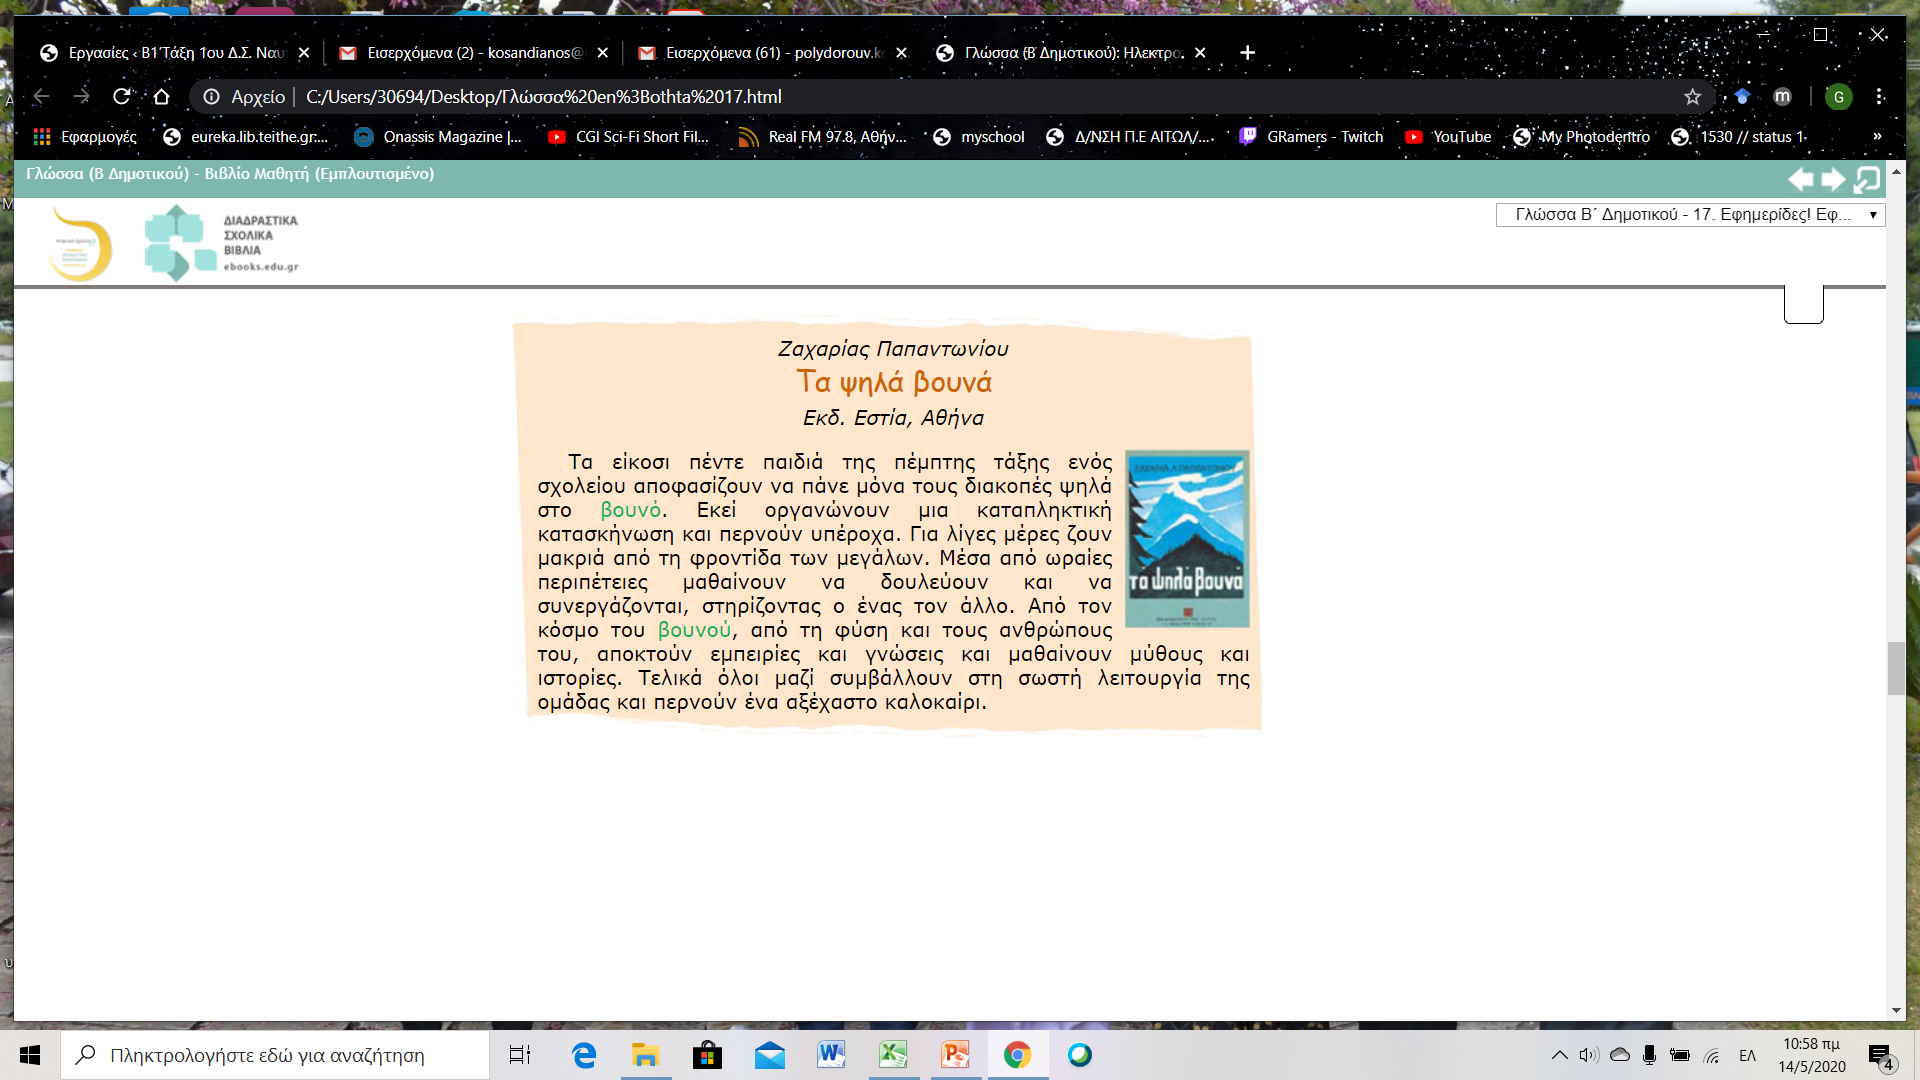 Εργασίες ‹ Β1 Τάξη 1ου Δ.Σ. Ναυ
Εισερχόμενα (2) - kosandianos@
Εισερχόμενα (61) - polydorouv.k
Γλώσσα (Β Δημοτικού): Ηλεκτρο
Αρχείο
C:/Users/30694/Desktop/Γλώσσα%20en%3Bothta%2017.html
m
G
Εφαρμογές
eureka.lib.teithe.gr:...
Onassis Magazine |...
CGI Sci-Fi Short Fil...
Real FM 97.8, Αθήν...
myschool
Δ/ΝΣΗ Π.Ε ΑΙΤΩΛ/...
GRamers - Twitch
YouTube
My Photodentro
1530 // status 1
»
Γλώσσα (Β Δημοτικού) - Βιβλίο Μαθητή (Εμπλουτισμένο)
ΔΙΑΔΡΑΣΤΙΚΑ
ΣΧΟΛΙΚΑ
ΒΙΒΛΙΑ
ebooks.edu.gr
Γλώσσα Β΄ Δημοτικού - 17. Εφημερίδες! Εφ...
Ζαχαρίας Παπαντωνίου
Τα ψηλά βουνά
Εκδ. Εστία, Αθήνα
Τα είκοσι πέντε παιδιά της πέμπτης τάξης ενός
σχολείου αποφασίζουν να πάνε μόνα τους διακοπές ψηλά
στο βουνό. Εκεί οργανώνουν μια καταπληκτική
κατασκήνωση και περνούν υπέροχα. Για λίγες μέρες ζουν
μακριά από τη φροντίδα των μεγάλων. Μέσα από ωραίες
περιπέτειες μαθαίνουν να δουλεύουν και να
συνεργάζονται, στηρίζοντας ο ένας τον άλλο. Από τον
κόσμο του βουνού, από τη φύση και τους ανθρώπους
του, αποκτούν εμπειρίες και γνώσεις και μαθαίνουν μύθους και
ιστορίες. Τελικά όλοι μαζί συμβάλλουν στη σωστή λειτουργία της
ομάδας και περνούν ένα αξέχαστο καλοκαίρι.
ΖΑΧΑΡΙΑ Λ ΠΑΠΑΝΤΩΝΙΟΥ
τά ψηλά βουνά
Πληκτρολογήστε εδώ για αναζήτηση
ΕΛ
10:58 πμ
14/5/2020
4